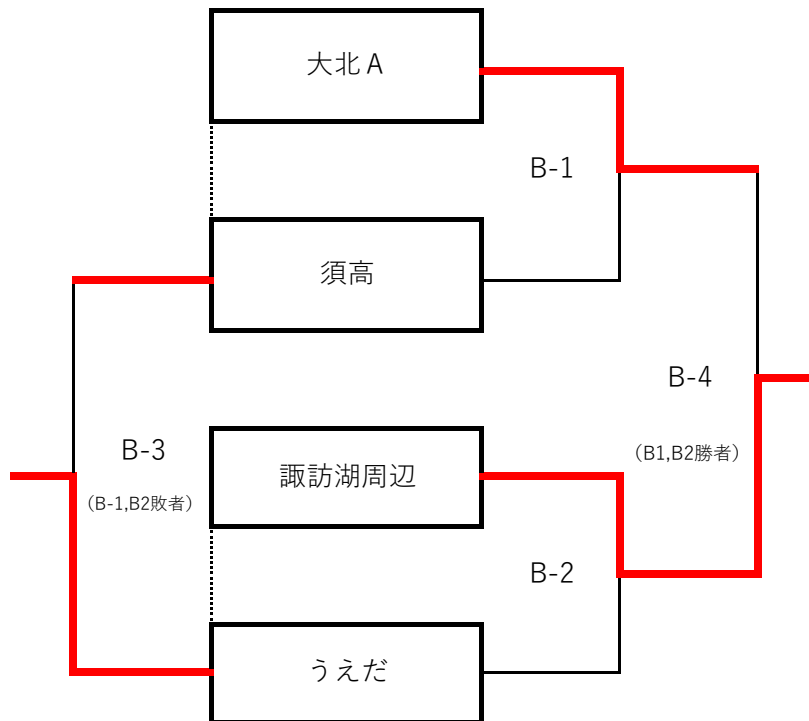 大北A
B-1
須高
B-4
（B1,B2勝者）
B-3
（B-1,B2敗者）
諏訪湖周辺
B-2
うえだ